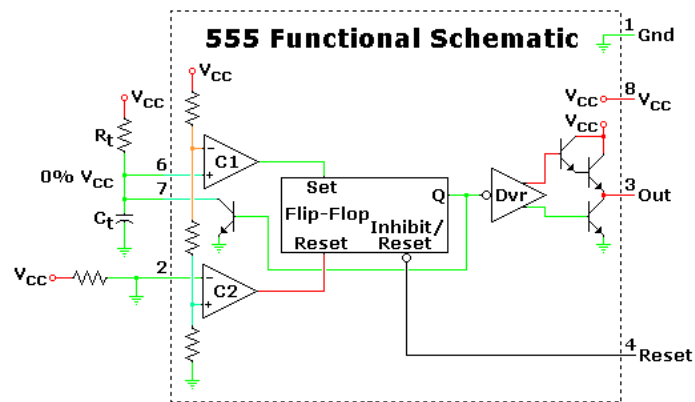 555 Functional Schematic
1 Gnd
VCC
VCC 8 VCC
VCC
VCC
Rt
6 - + C1
0% VCC
7
Set
Q
Dvr
3 Out
Ct
Flip-Flop
Inhibit/
Reset Reset
VCC
2 - + C2
4 Reset